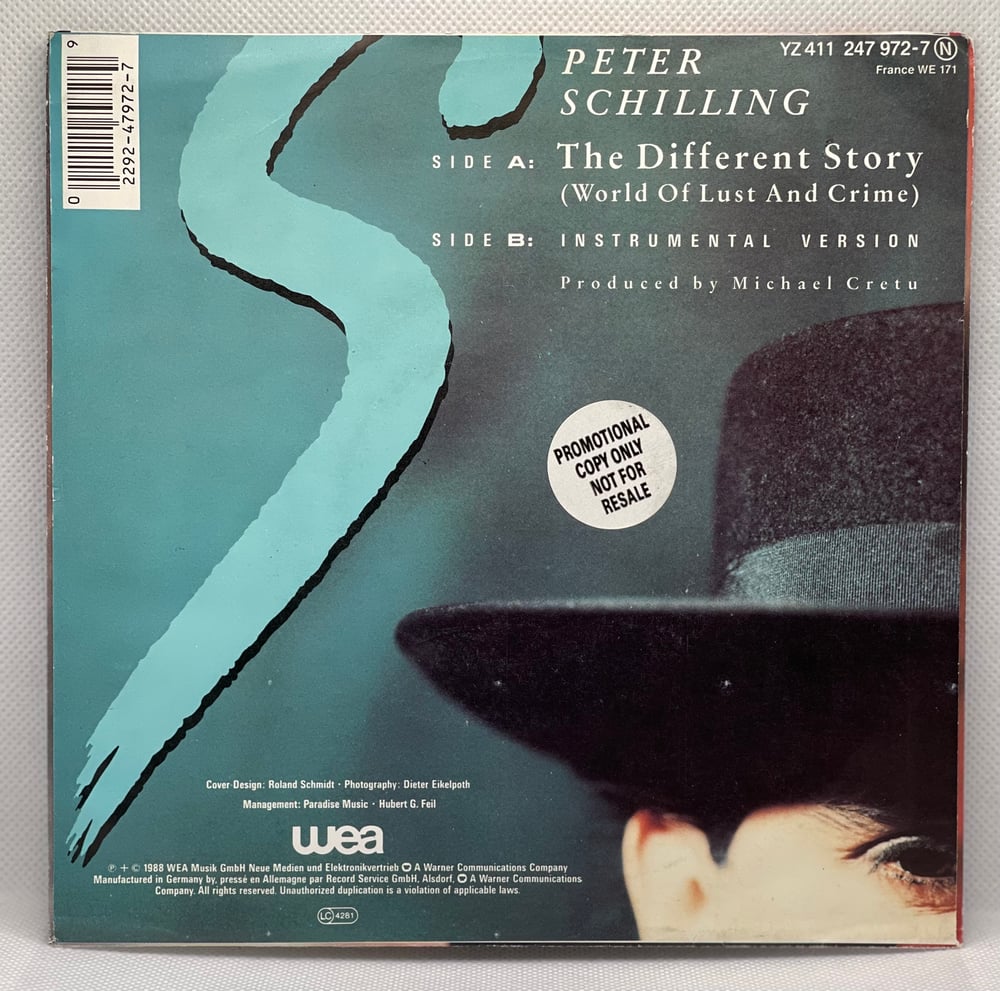 0 2292-47972-7 9
YZ 411 247 972-7 N
France WE 171
PETER
SCHILLING
SIDE A: The Different Story
(World Of Lust And Crime)
SIDE B: INSTRUMENTAL VERSION
Produced by Michael Cretu
PROMOTIONAL
COPY ONLY
NOT FOR
RESALE
Cover-Design: Roland Schmidt · Photography: Dieter Eikelpoth
Management: Paradise Music · Hubert G. Feil
wea
℗ + © 1988 WEA Musik GmbH Neue Medien und Elektronikvertrieb A Warner Communications Company
Manufactured in Germany by, pressé en Allemagne par Record Service GmbH, Alsdorf, A Warner Communications
Company. All rights reserved. Unauthorized duplication is a violation of applicable laws.
LC 4281